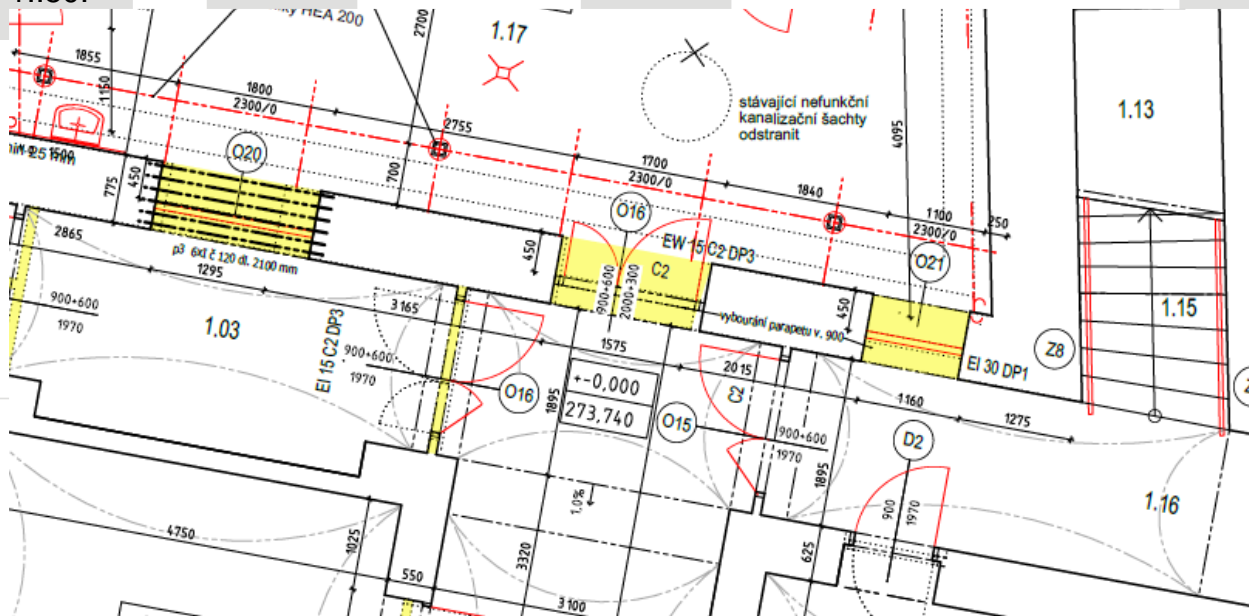 ky HEA 200
1.17
2700
1855
1150
1800
2300/0
2755
stávající nefunkční
kanalizační šachty
odstranit
4095
1.13
1500
O20
450
775
700
1700
2300/0
1840
1100
250
2300/0
O16
EW 15 C2 DP3
O21
450
C2
900+600
2000+300
450
vybourání parapetu v. 900
2865
p3 6xI č 120 dl. 2100 mm
1295
3165
1.03
EI 15 C2 DP3
900+600
1970
900+600
1970
O16
1575
+-0,000
273,740
1895
2015
C2
O15
900+600
1970
EI 30 DP1
Z8
1.15
1160
1275
D2
1895
900
1970
1.16
1.0%
4750
1025
550
3320
3100
625